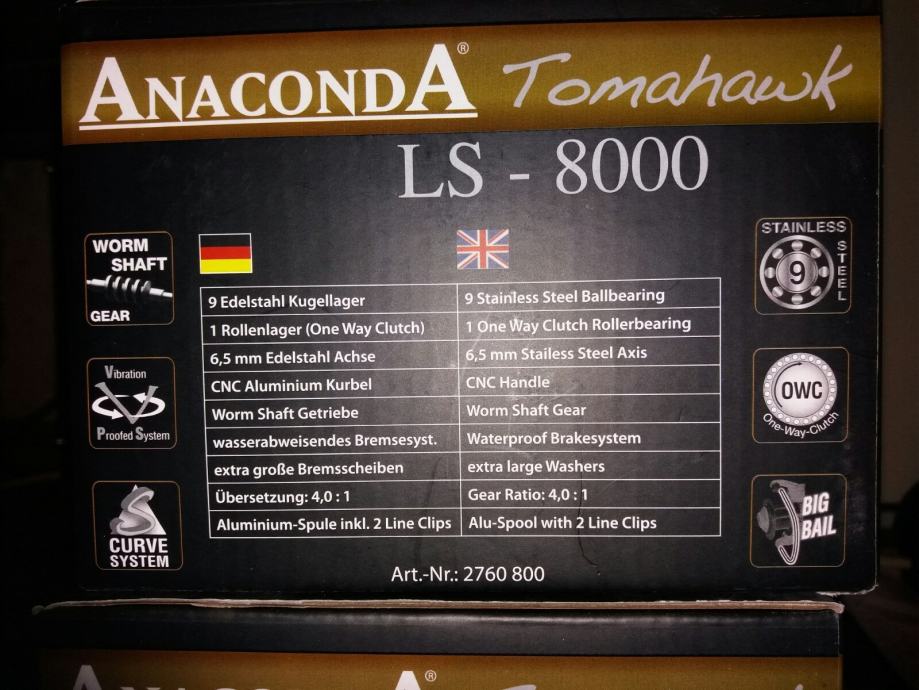 ANACONDA® Tomahawk
LS - 8000
WORM SHAFT GEAR
Vibration Proofed System
CURVE SYSTEM
9 Edelstahl Kugellager 9 Stainless Steel Ballbearing
1 Rollenlager (One Way Clutch) 1 One Way Clutch Rollerbearing
6,5 mm Edelstahl Achse 6,5 mm Stailess Steel Axis
CNC Aluminium Kurbel CNC Handle
Worm Shaft Getriebe Worm Shaft Gear
wasserabweisendes Bremsesyst. Waterproof Brakesystem
extra große Bremsscheiben extra large Washers
Übersetzung: 4,0 : 1 Gear Ratio: 4,0 : 1
Aluminium-Spule inkl. 2 Line Clips Alu-Spool with 2 Line Clips
STAINLESS STEEL
9
OWC
One-Way-Clutch
BIG BAIL
Art.-Nr.: 2760 800